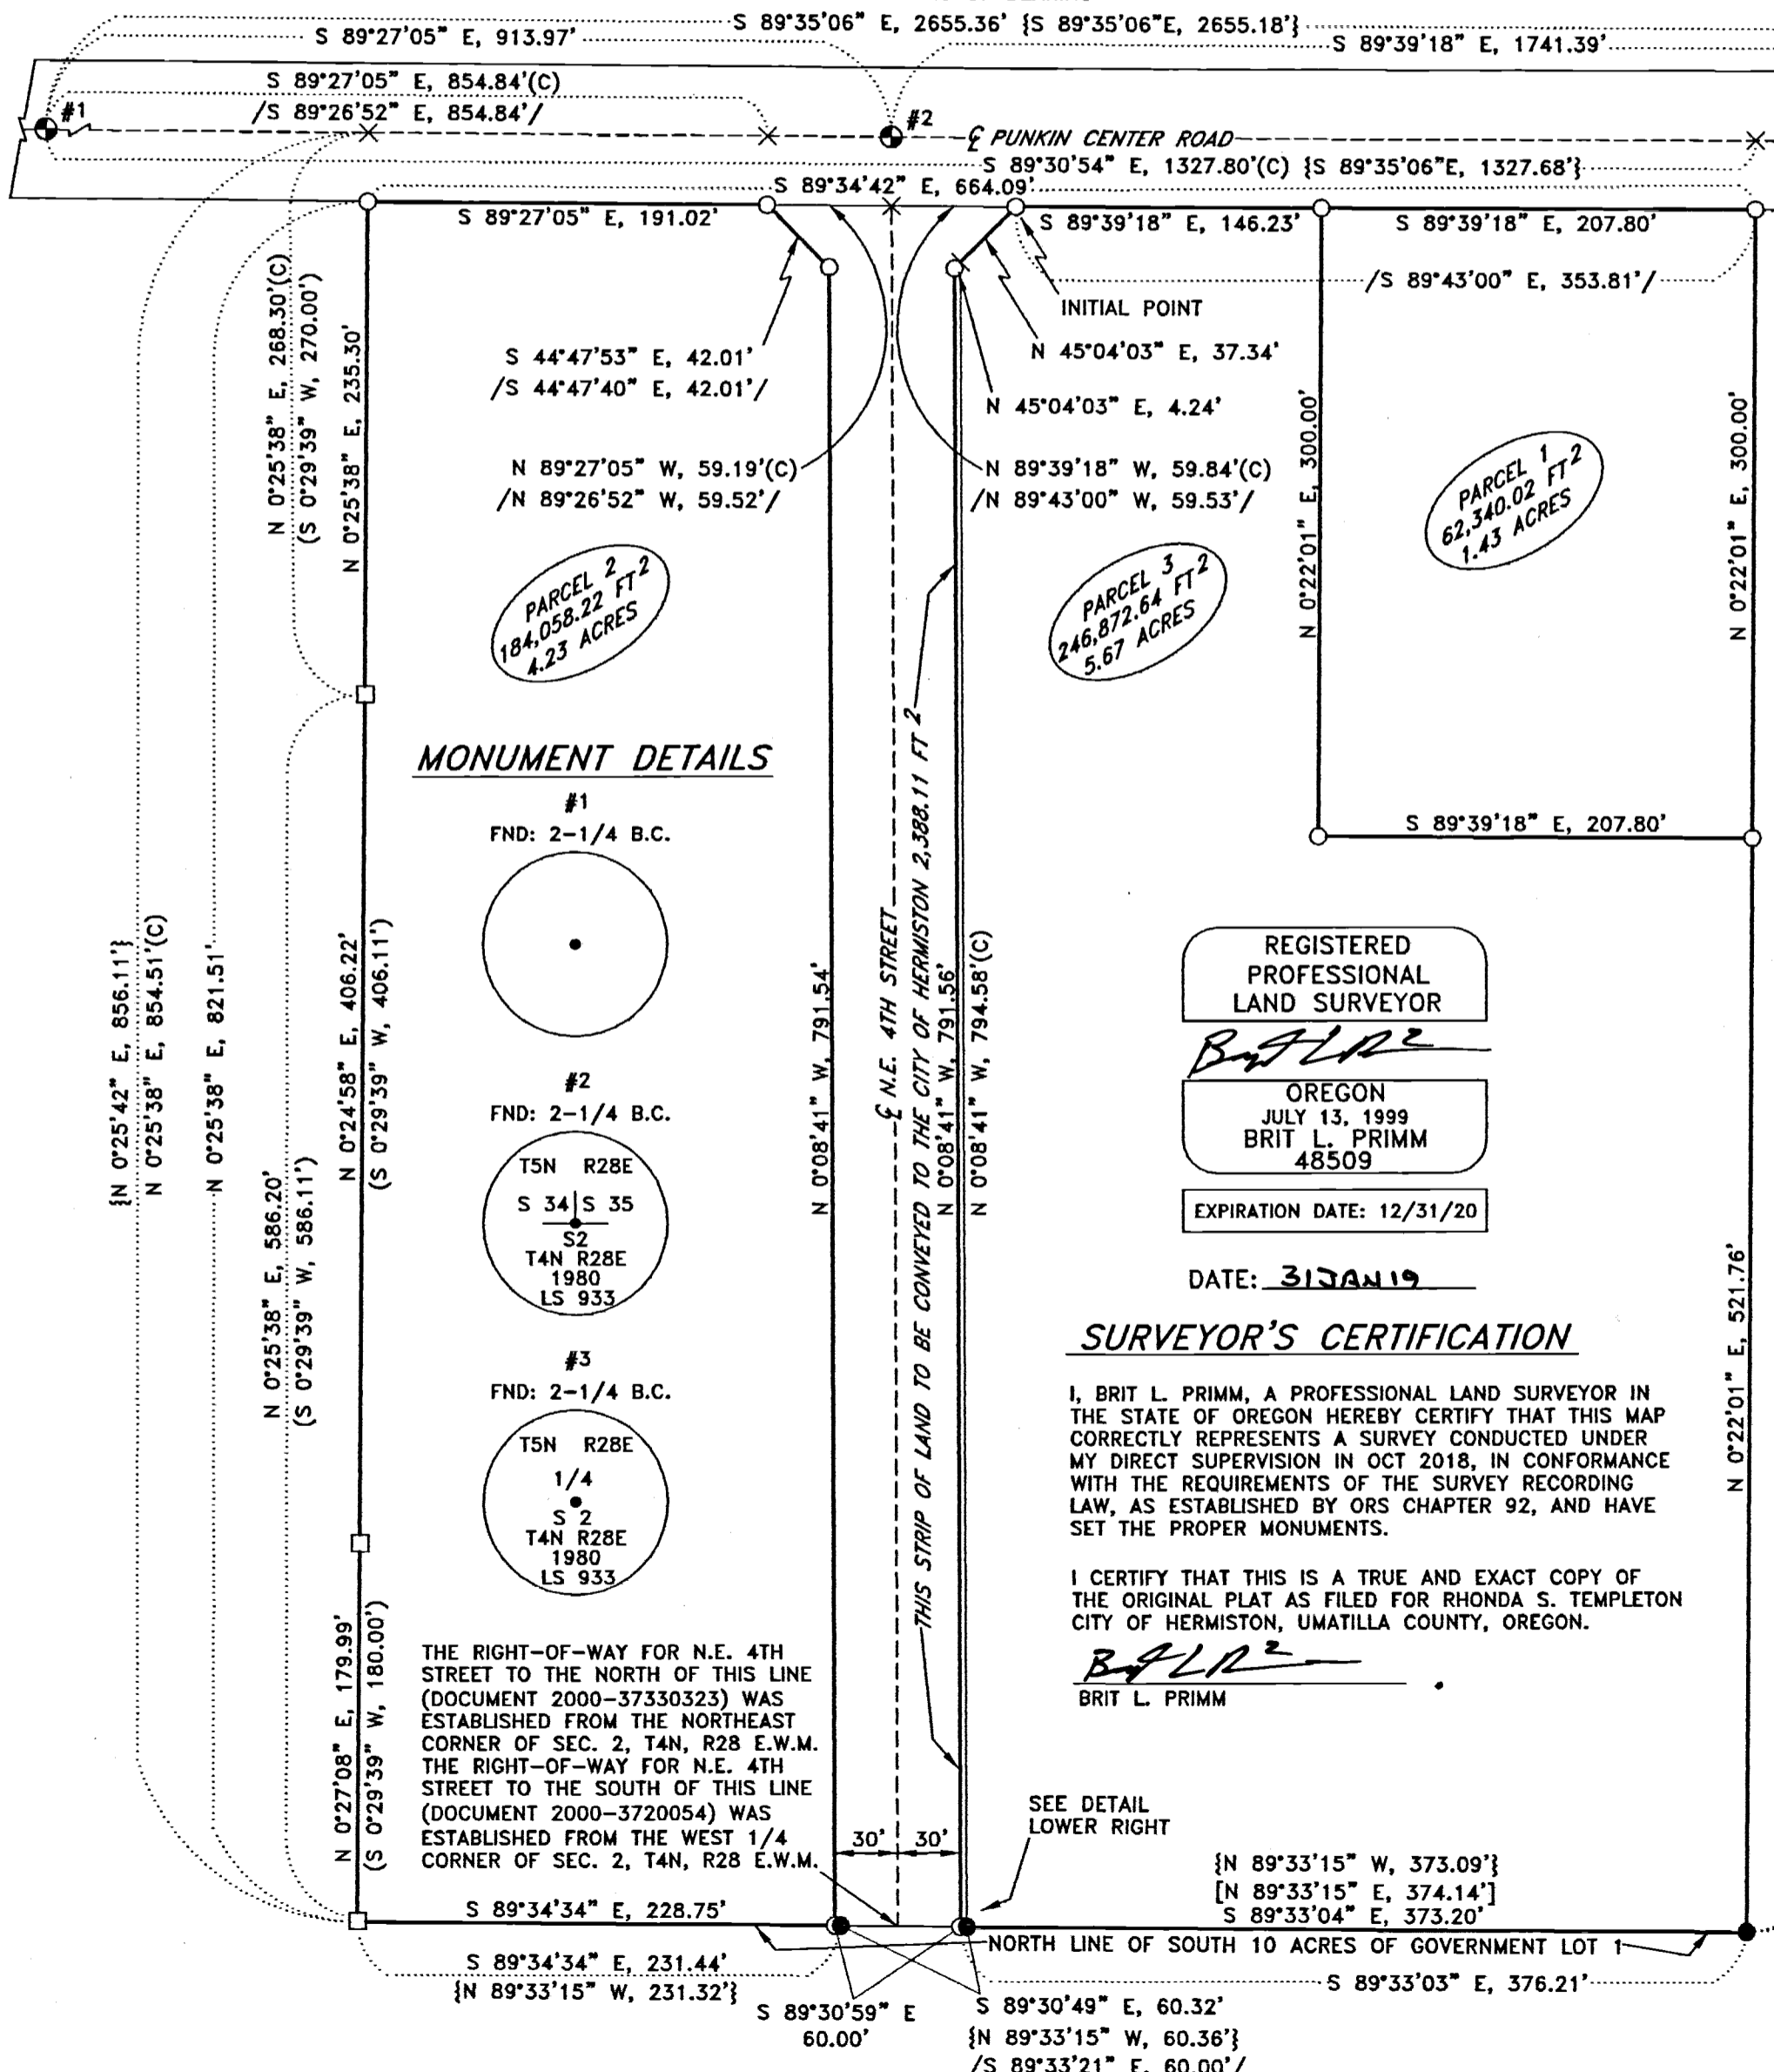 S 89°35'06" E, 2655.36' {S 89°35'06"E, 2655.18'}
S 89°27'05" E, 913.97'
S 89°39'18" E, 1741.39'
S 89°27'05" E, 854.84'(C)
/S 89°26'52" E, 854.84'/
#1
#2
℄ PUNKIN CENTER ROAD
S 89°30'54" E, 1327.80'(C) {S 89°35'06"E, 1327.68'}
S 89°34'42" E, 664.09'
S 89°27'05" E, 191.02'
S 89°39'18" E, 146.23'
S 89°39'18" E, 207.80'
/S 89°43'00" E, 353.81'/
INITIAL POINT
S 44°47'53" E, 42.01'
/S 44°47'40" E, 42.01'/
N 45°04'03" E, 37.34'
N 45°04'03" E, 4.24'
N 89°27'05" W, 59.19'(C)
/N 89°26'52" W, 59.52'/
N 89°39'18" W, 59.84'(C)
/N 89°43'00" W, 59.53'/
N 0°25'38" E, 268.30'(C)
(S 0°29'39" W, 270.00')
N 0°25'38" E, 235.30'
N 0°22'01" E, 300.00'
N 0°22'01" E, 300.00'
PARCEL 1
62,340.02 FT2
1.43 ACRES
PARCEL 2
184,058.22 FT2
4.23 ACRES
PARCEL 3
246,872.64 FT2
5.67 ACRES
S 89°39'18" E, 207.80'
MONUMENT DETAILS
#1
FND: 2-1/4 B.C.
#2
FND: 2-1/4 B.C.
T5N R28E
S 34 S 35
S2
T4N R28E
1980
LS 933
#3
FND: 2-1/4 B.C.
T5N R28E
1/4
S 2
T4N R28E
1980
LS 933
{N 0°25'42" E, 856.11'}
N 0°25'38" E, 854.51'(C)
N 0°25'38" E, 821.51'
N 0°25'38" E, 586.20'
(S 0°29'39" W, 586.11')
N 0°24'58" E, 406.22'
(S 0°29'39" W, 406.11')
N 0°27'08" E, 179.99'
(S 0°29'39" W, 180.00')
N 0°08'41" W, 791.54'
℄ N.E. 4TH STREET
THIS STRIP OF LAND TO BE CONVEYED TO THE CITY OF HERMISTON 2,388.11 FT 2
N 0°08'41" W, 791.56'
N 0°08'41" W, 794.58'(C)
N 0°22'01" E, 521.76'
REGISTERED
PROFESSIONAL
LAND SURVEYOR
OREGON
JULY 13, 1999
BRIT L. PRIMM
48509
EXPIRATION DATE: 12/31/20
DATE: 31JAN19
SURVEYOR'S CERTIFICATION
I, BRIT L. PRIMM, A PROFESSIONAL LAND SURVEYOR IN
THE STATE OF OREGON HEREBY CERTIFY THAT THIS MAP
CORRECTLY REPRESENTS A SURVEY CONDUCTED UNDER
MY DIRECT SUPERVISION IN OCT 2018, IN CONFORMANCE
WITH THE REQUIREMENTS OF THE SURVEY RECORDING
LAW, AS ESTABLISHED BY ORS CHAPTER 92, AND HAVE
SET THE PROPER MONUMENTS.
I CERTIFY THAT THIS IS A TRUE AND EXACT COPY OF
THE ORIGINAL PLAT AS FILED FOR RHONDA S. TEMPLETON
CITY OF HERMISTON, UMATILLA COUNTY, OREGON.
BRIT L. PRIMM
THE RIGHT-OF-WAY FOR N.E. 4TH
STREET TO THE NORTH OF THIS LINE
(DOCUMENT 2000-37330323) WAS
ESTABLISHED FROM THE NORTHEAST
CORNER OF SEC. 2, T4N, R28 E.W.M.
THE RIGHT-OF-WAY FOR N.E. 4TH
STREET TO THE SOUTH OF THIS LINE
(DOCUMENT 2000-3720054) WAS
ESTABLISHED FROM THE WEST 1/4
CORNER OF SEC. 2, T4N, R28 E.W.M.
30' 30'
SEE DETAIL
LOWER RIGHT
{N 89°33'15" W, 373.09'}
[N 89°33'15" E, 374.14']
S 89°33'04" E, 373.20'
S 89°34'34" E, 228.75'
NORTH LINE OF SOUTH 10 ACRES OF GOVERNMENT LOT 1
S 89°34'34" E, 231.44'
{N 89°33'15" W, 231.32'}
S 89°33'03" E, 376.21'
S 89°30'59" E
60.00'
S 89°30'49" E, 60.32'
{N 89°33'15" W, 60.36'}
/S 89°33'21" E, 60.00'/